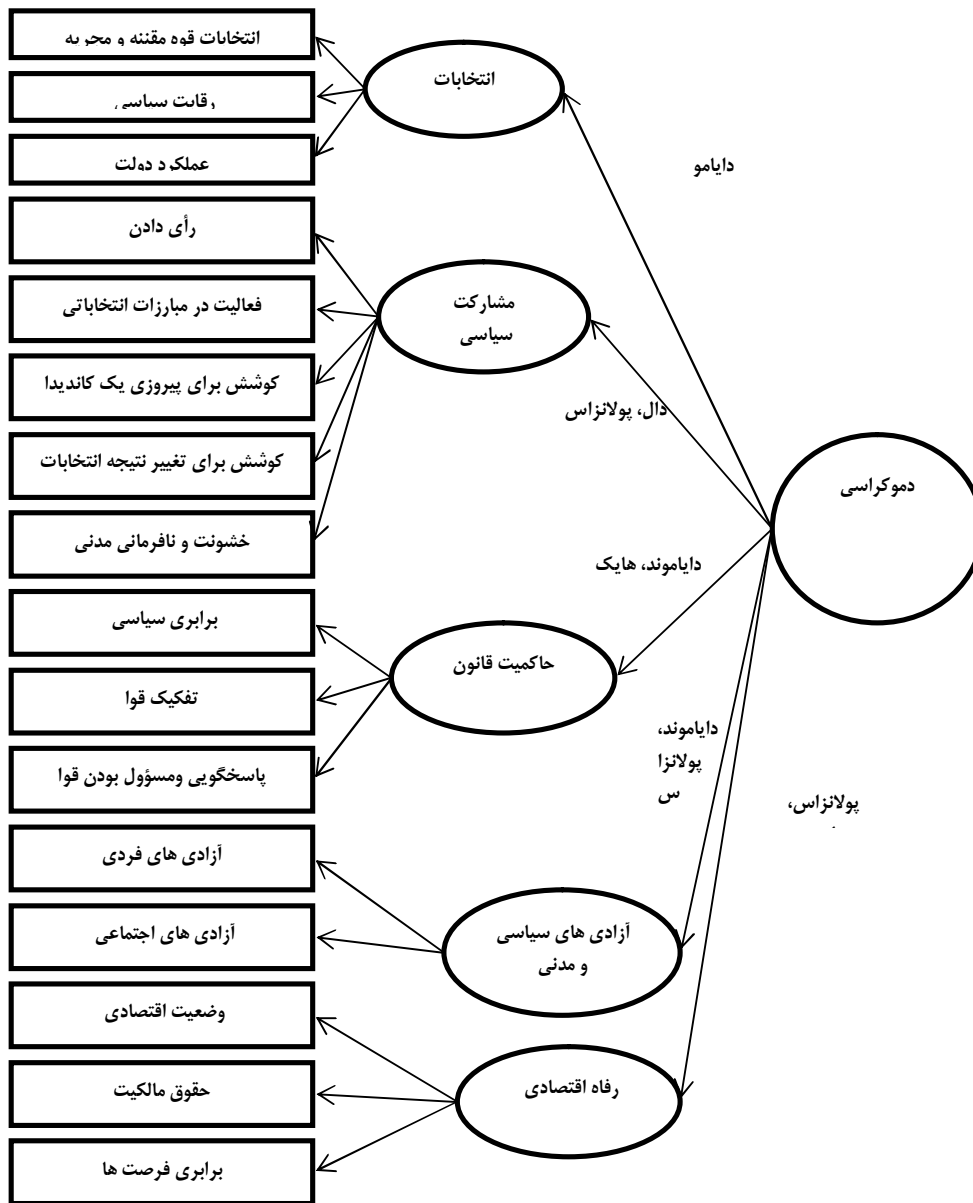 دموکراسی
دایامو
دال، پولانزاس
دایاموند، هایک
دایاموند،
پولانزا
س
پولانزاس،
انتخابات
مشارکت
سیاسی
حاکمیت قانون
آزادی های سیاسی
و مدنی
رفاه اقتصادی
انتخابات قوه مقننه و مجریه
رقابت سیاسی
عملکرد دولت
رأی دادن
فعالیت در مبارزات انتخاباتی
کوشش برای پیروزی یک کاندیدا
کوشش برای تغییر نتیجه انتخابات
خشونت و نافرمانی مدنی
برابری سیاسی
تفکیک قوا
پاسخگویی ومسؤول بودن قوا
آزادی های فردی
آزادی های اجتماعی
وضعیت اقتصادی
حقوق مالکیت
برابری فرصت ها